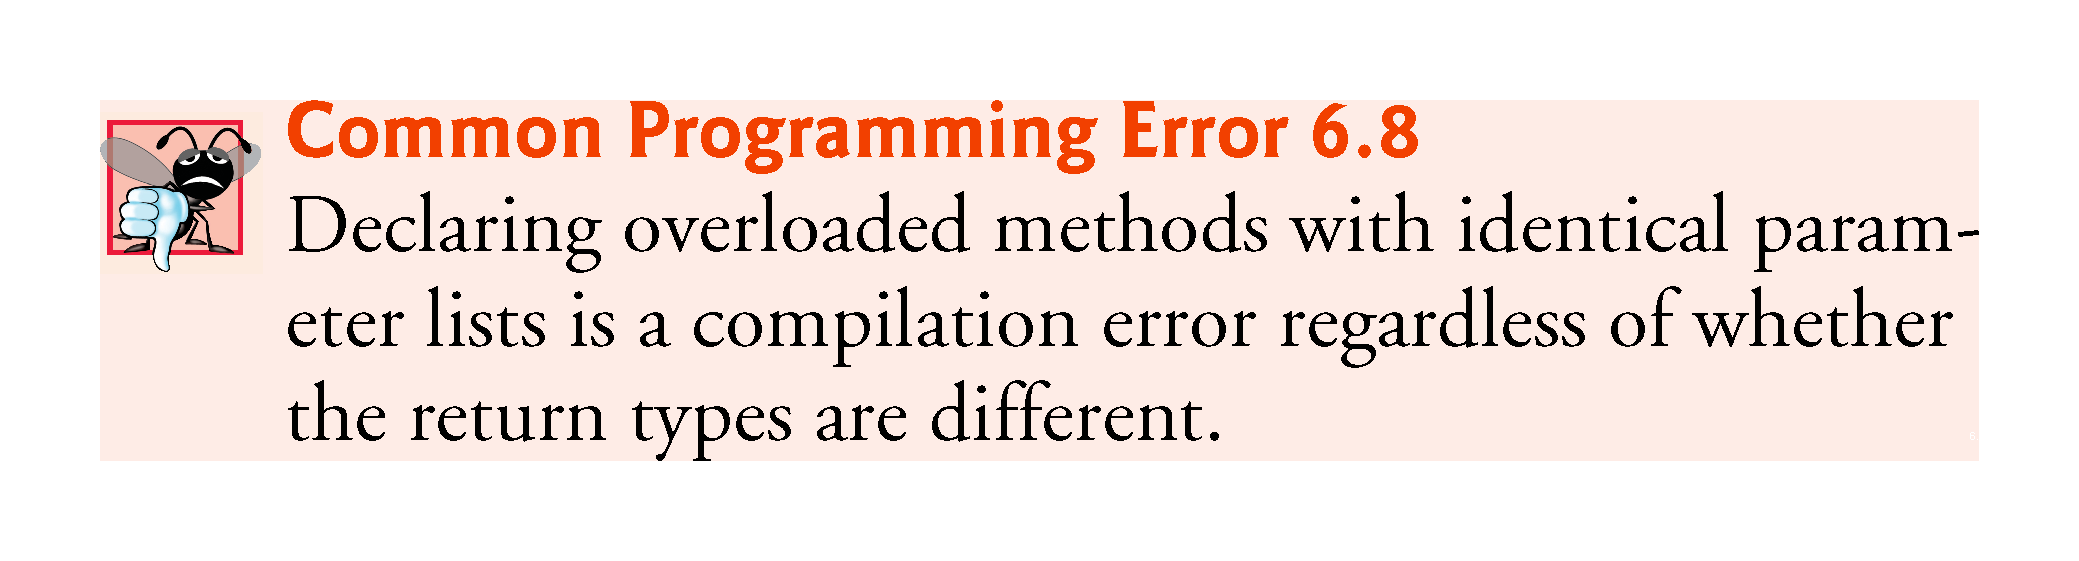 Common Programming Error 6.8
Declaring overloaded methods with identical param-
eter lists is a compilation error regardless of whether
the return types are different.